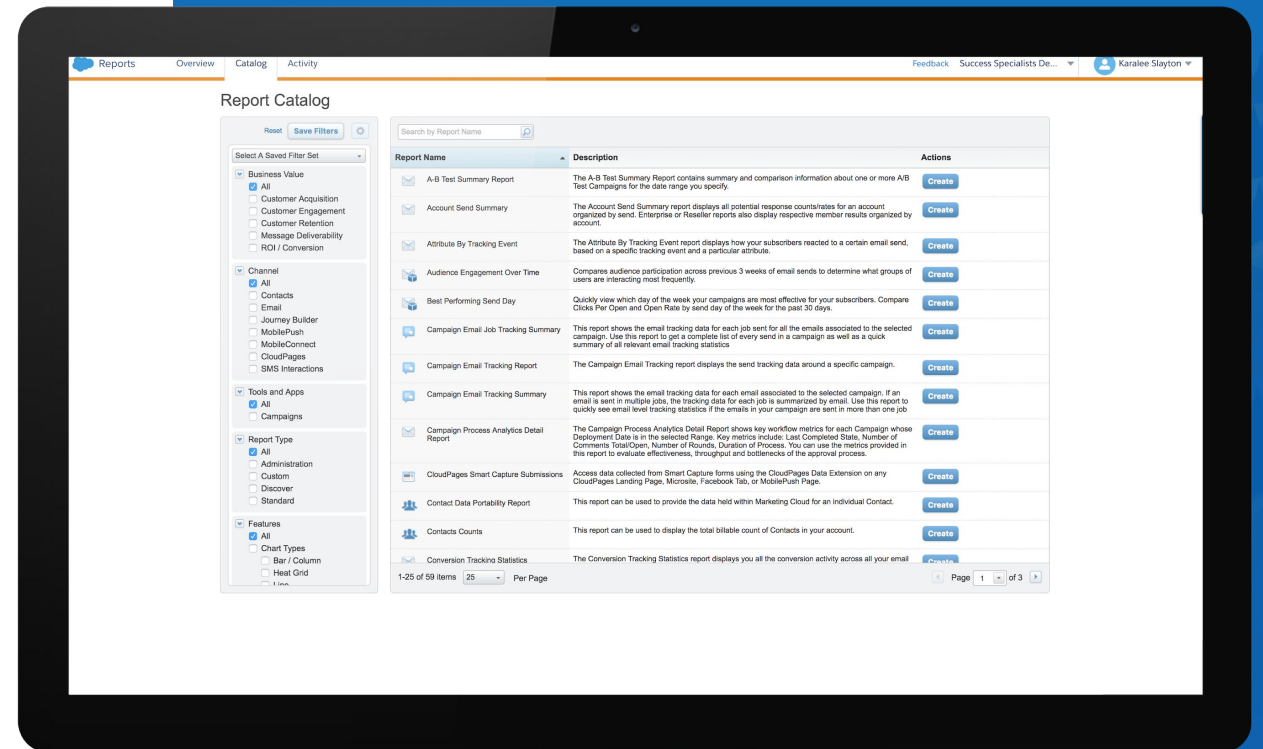 Reports
Overview
Catalog
Activity
Feedback
Success Specialists De...
Karalee Slayton
Report Catalog
Reset
Save Filters
Select A Saved Filter Set
Business Value
All
Customer Acquisition
Customer Engagement
Customer Retention
Message Deliverability
ROI / Conversion
Channel
All
Contacts
Email
Journey Builder
MobilePush
MobileConnect
CloudPages
SMS Interactions
Tools and Apps
All
Campaigns
Report Type
All
Administration
Custom
Discover
Standard
Features
All
Chart Types
Bar / Column
Heat Grid
Line
Search by Report Name
Report Name
Description
Actions
A-B Test Summary Report
The A-B Test Summary Report contains summary and comparison information about one or more A/B
Test Campaigns for the date range you specify.
Create
Account Send Summary
The Account Send Summary report displays all potential response counts/rates for an account
organized by send. Enterprise or Reseller reports also display respective member results organized by
account.
Create
Attribute By Tracking Event
The Attribute By Tracking Event report displays how your subscribers reacted to a certain email send,
based on a specific tracking event and a particular attribute.
Create
Audience Engagement Over Time
Compares audience participation across previous 3 weeks of email sends to determine what groups of
users are interacting most frequently.
Create
Best Performing Send Day
Quickly view which day of the week your campaigns are most effective for your subscribers. Compare
Clicks Per Open and Open Rate by send day of the week for the past 30 days.
Create
Campaign Email Job Tracking Summary
This report shows the email tracking data for each job sent for all the emails associated to the selected
campaign. Use this report to get a complete list of every send in a campaign as well as a quick
summary of all relevant email tracking statistics
Create
Campaign Email Tracking Report
The Campaign Email Tracking report displays the send tracking data around a specific campaign.
Create
Campaign Email Tracking Summary
This report shows the email tracking data for each email associated to the selected campaign. If an
email is sent in multiple jobs, the tracking data for each job is summarized by email. Use this report to
quickly see email level tracking statistics if the emails in your campaign are sent in more than one job
Create
Campaign Process Analytics Detail
Report
The Campaign Process Analytics Detail Report shows key workflow metrics for each Campaign whose
Deployment Date is in the selected Range. Key metrics include: Last Completed State, Number of
Comments Total/Open, Number of Rounds, Duration of Process. You can use the metrics provided in
this report to evaluate effectiveness, throughput and bottlenecks of the approval process.
Create
CloudPages Smart Capture Submissions
Access data collected from Smart Capture forms using the CloudPages Data Extension on any
CloudPages Landing Page, Microsite, Facebook Tab, or MobilePush Page.
Create
Contact Data Portability Report
This report can be used to provide the data held within Marketing Cloud for an individual Contact.
Create
Contacts Counts
This report can be used to display the total billable count of Contacts in your account.
Create
Conversion Tracking Statistics
The Conversion Tracking Statistics report displays you all the conversion activity across all your email
Create
1-25 of 59 items
25
Per Page
Page
1
of 3